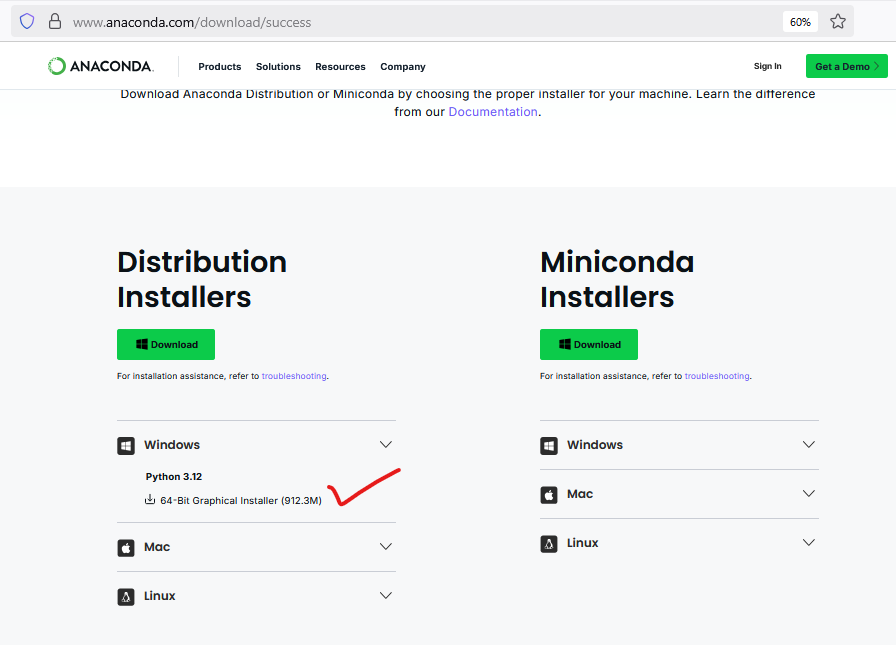 www.anaconda.com/download/success
60%
ANACONDA.
Products
Solutions
Resources
Company
Sign In
Get a Demo
Download Anaconda Distribution or Miniconda by choosing the proper installer for your machine. Learn the difference
from our Documentation.
Distribution
Installers
Download
For installation assistance, refer to troubleshooting.
Windows
Python 3.12
64-Bit Graphical Installer (912.3M)
Mac
Linux
Miniconda
Installers
Download
For installation assistance, refer to troubleshooting.
Windows
Mac
Linux